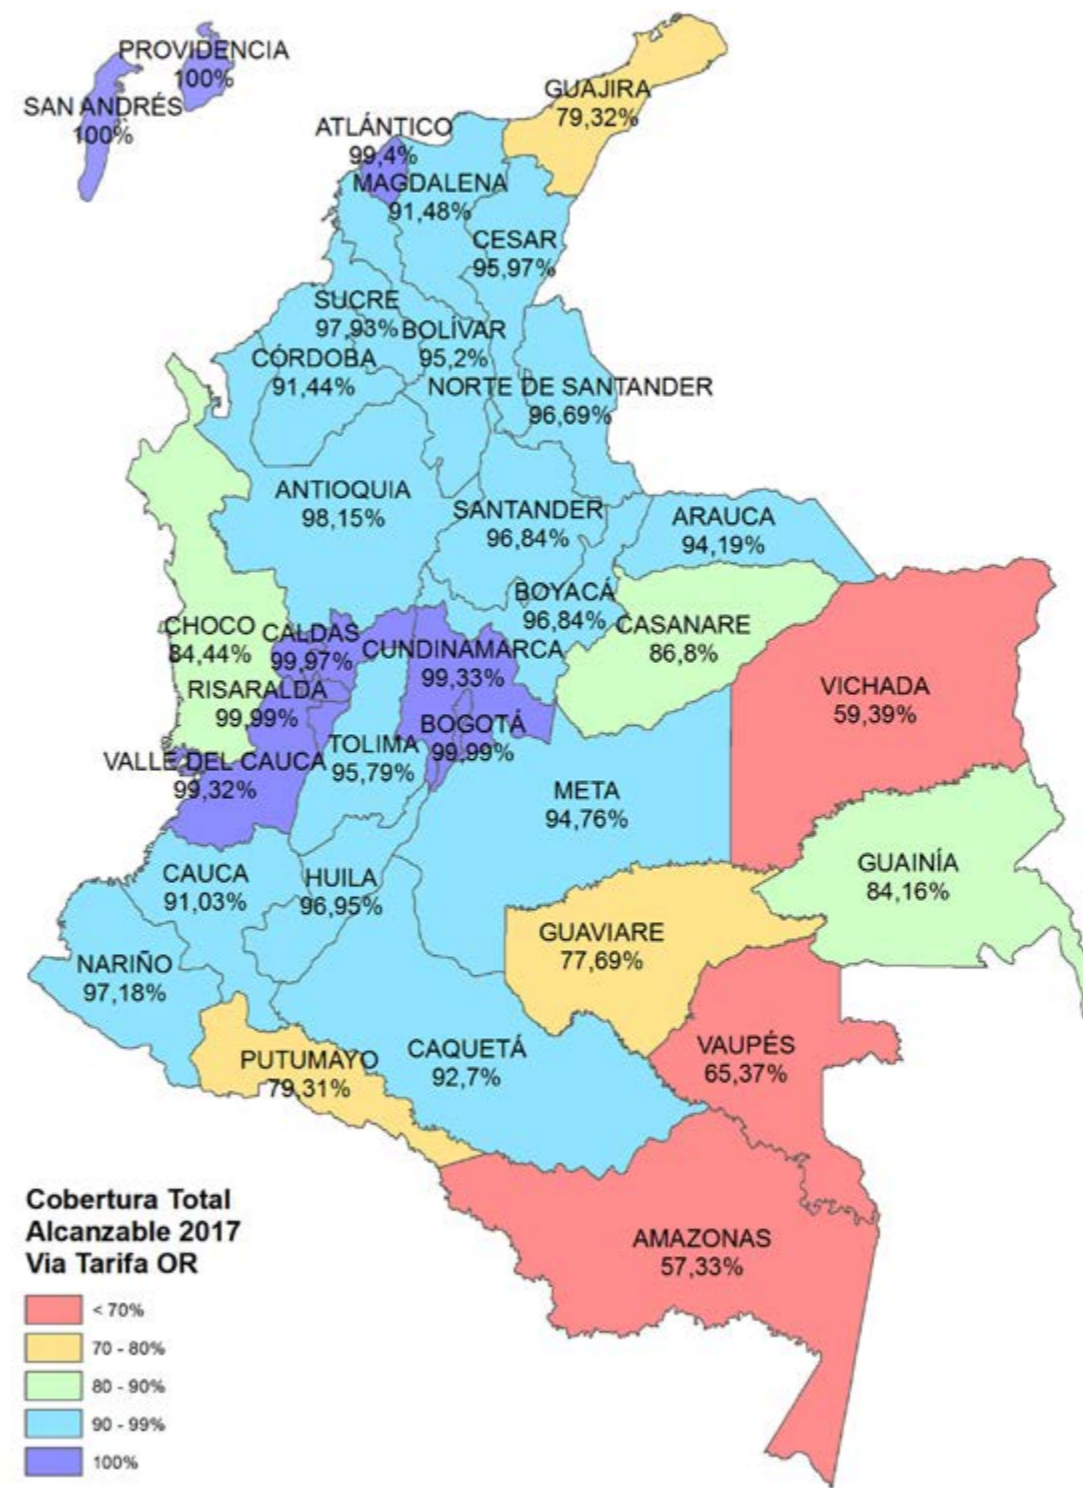 PROVIDENCIA
100%
SAN ANDRÉS
100%
GUAJIRA
79,32%
ATLÁNTICO
99,4%
MAGDALENA
91,48%
CESAR
95,97%
SUCRE
97,93%
BOLÍVAR
95,2%
CÓRDOBA
91,44%
NORTE DE SANTANDER
96,69%
ANTIOQUIA
98,15%
SANTANDER
96,84%
ARAUCA
94,19%
BOYACÁ
96,84%
CHOCO
84,44%
CALDAS
99,97%
CUNDINAMARCA
99,33%
CASANARE
86,8%
RISARALDA
99,99%
VICHADA
59,39%
BOGOTÁ
99,99%
TOLIMA
95,79%
VALLE DEL CAUCA
99,32%
META
94,76%
CAUCA
91,03%
HUILA
96,95%
GUAINÍA
84,16%
GUAVIARE
77,69%
NARIÑO
97,18%
PUTUMAYO
79,31%
CAQUETÁ
92,7%
VAUPÉS
65,37%
AMAZONAS
57,33%
Cobertura Total
Alcanzable 2017
Via Tarifa OR
< 70%
70 - 80%
80 - 90%
90 - 99%
100%